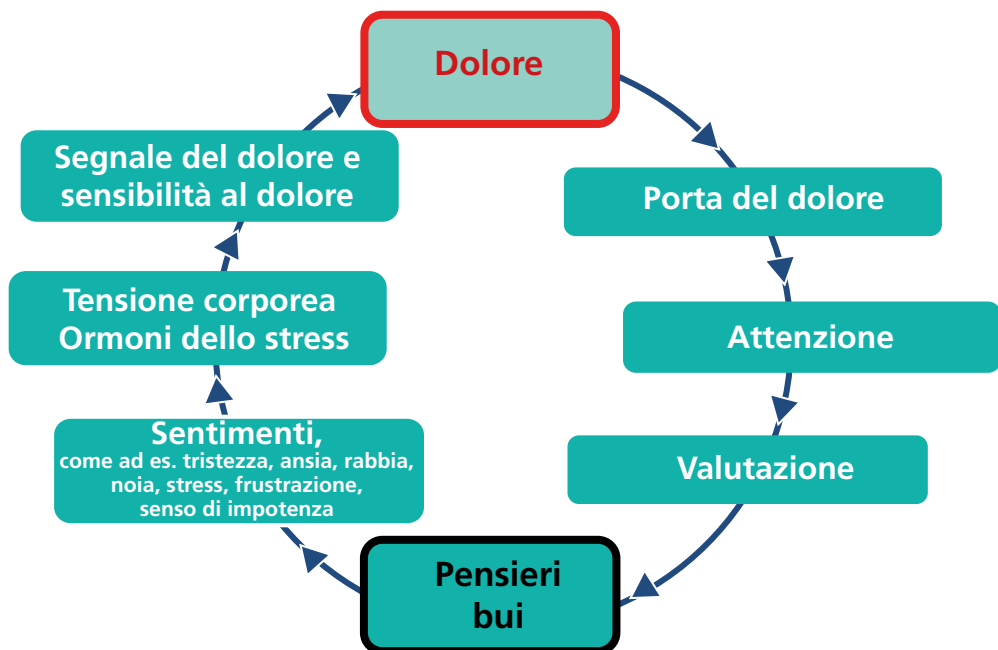 Dolore
Porta del dolore
Attenzione
Valutazione
Pensieri
bui
Sentimenti,
come ad es. tristezza, ansia, rabbia,
noia, stress, frustrazione,
senso di impotenza
Tensione corporea
Ormoni dello stress
Segnale del dolore e
sensibilità al dolore